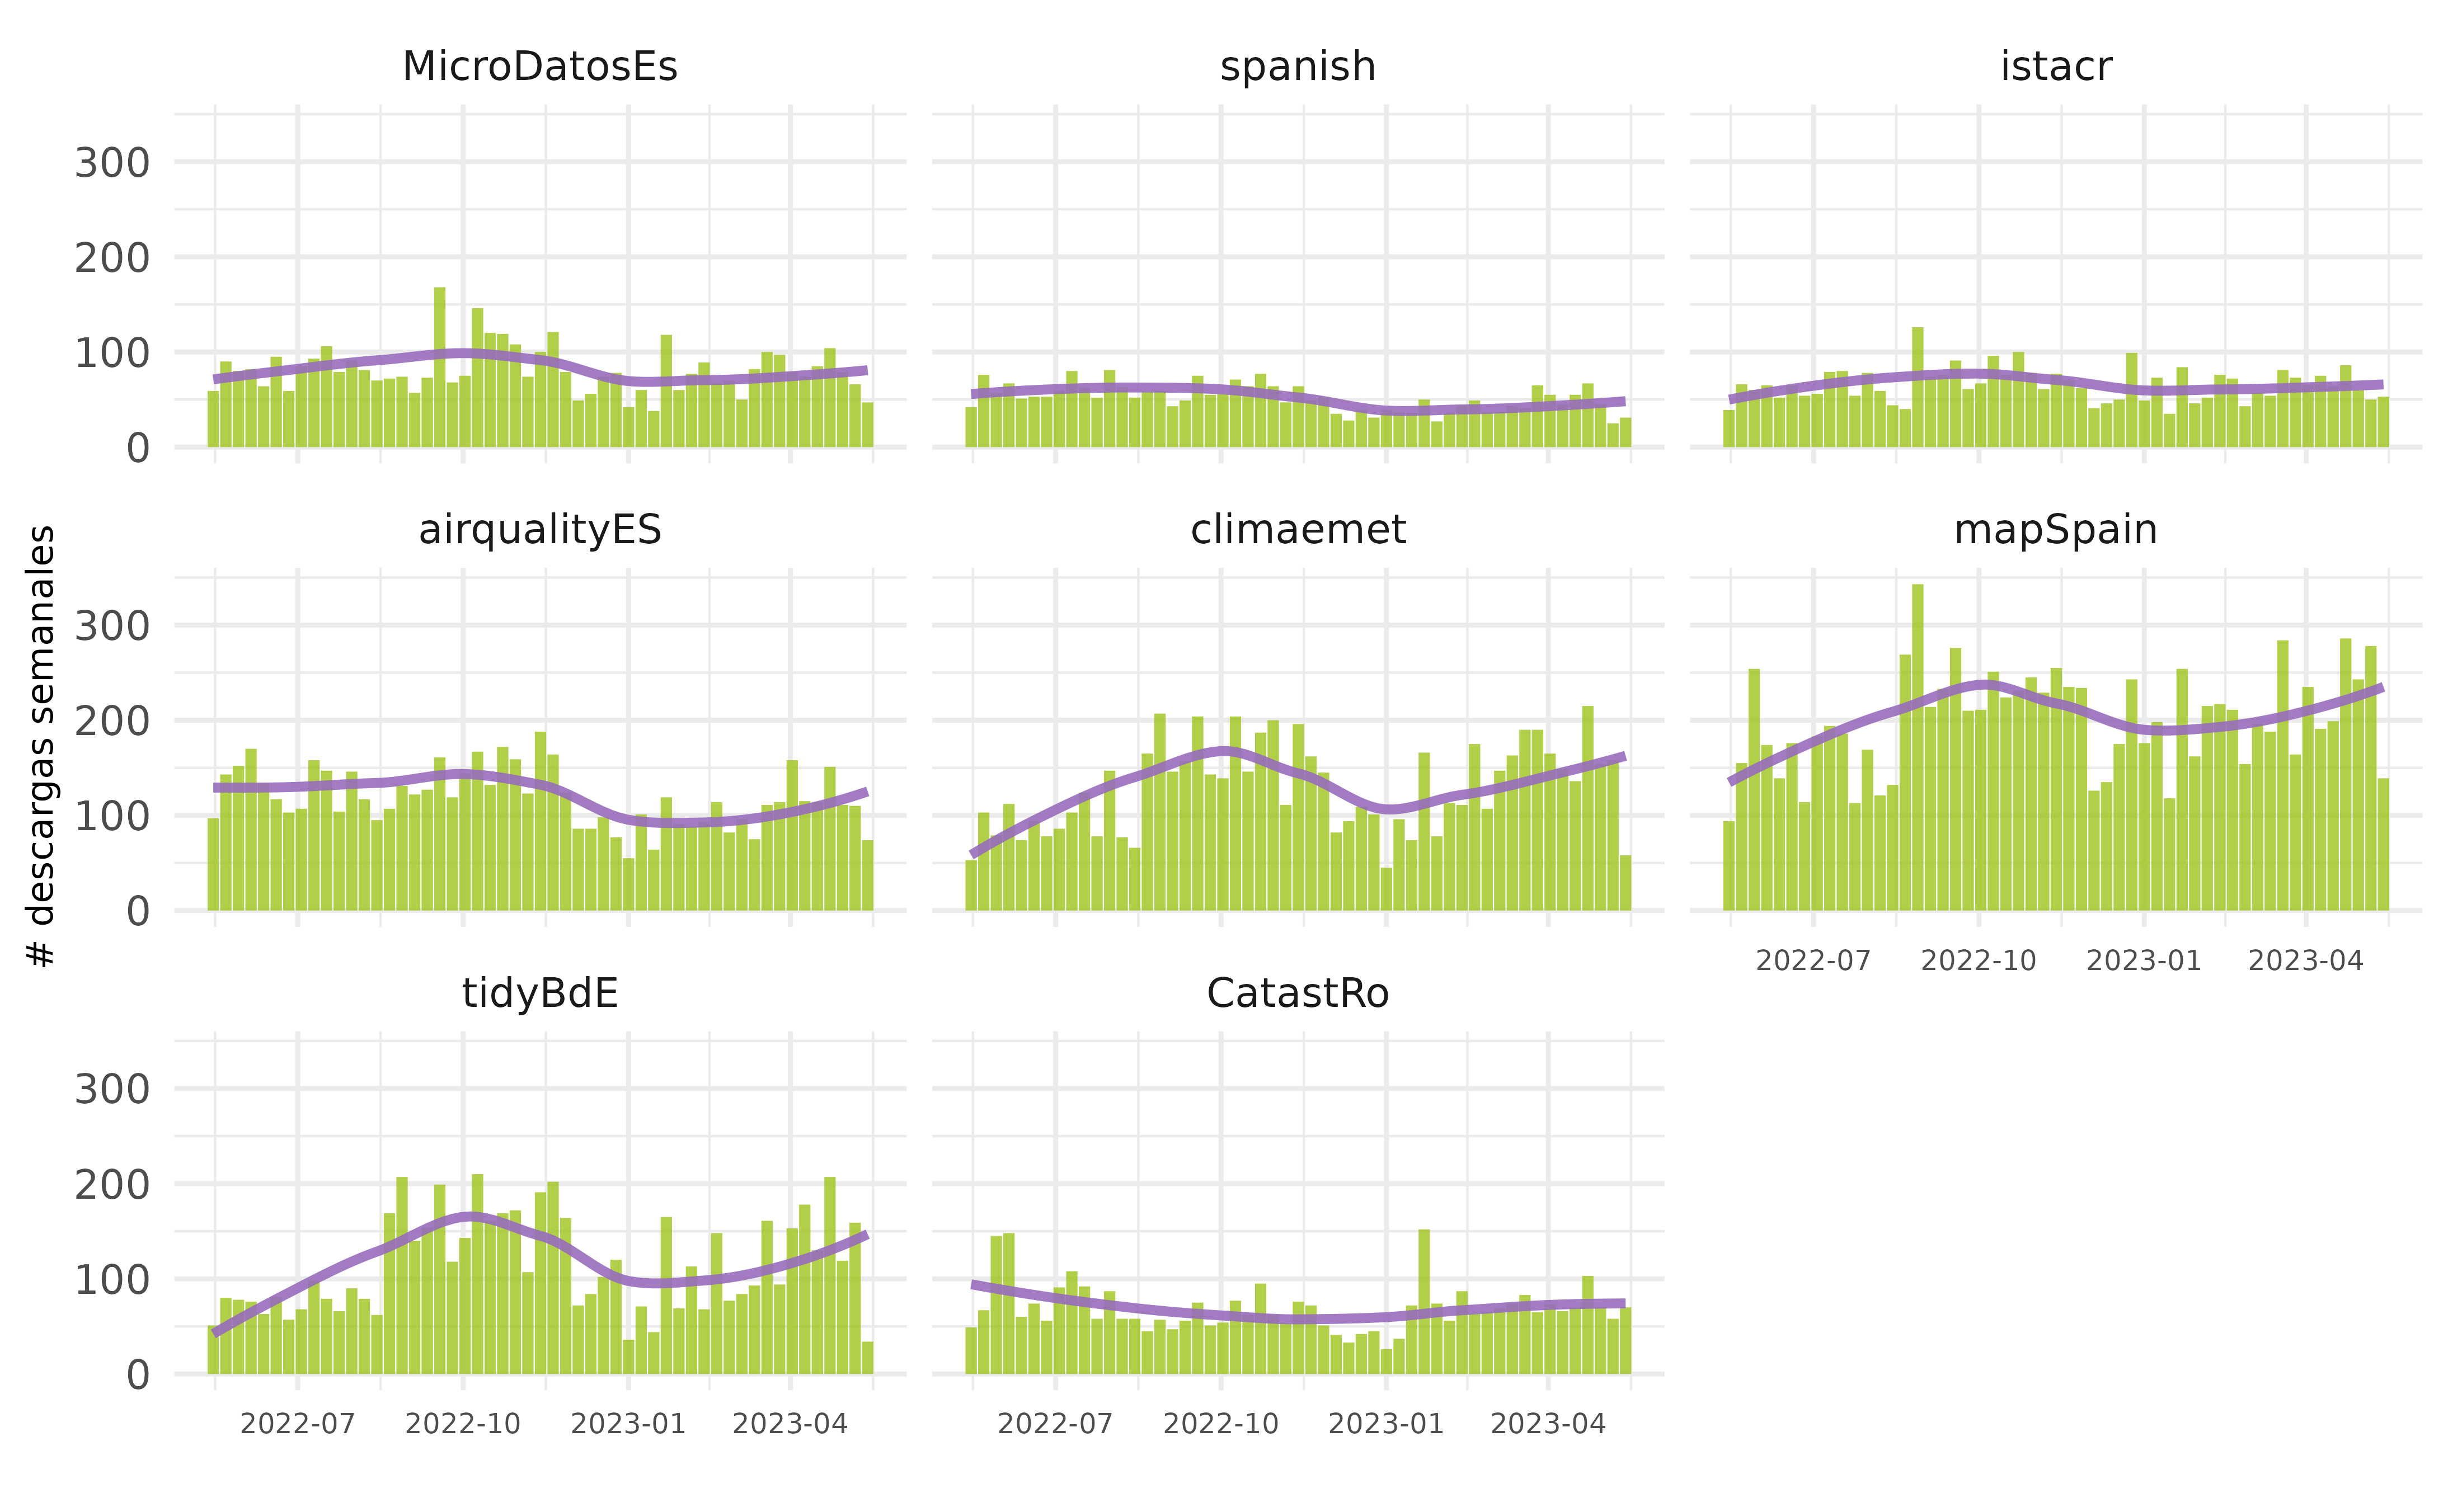 MicroDatosEs
spanish
istacr
300
200
100
0
airqualityES
climaemet
mapSpain
# descargas semanales
300
200
100
0
2022-07 2022-10 2023-01 2023-04
tidyBdE
CatastRo
300
200
100
0
2022-07 2022-10 2023-01 2023-04
2022-07 2022-10 2023-01 2023-04